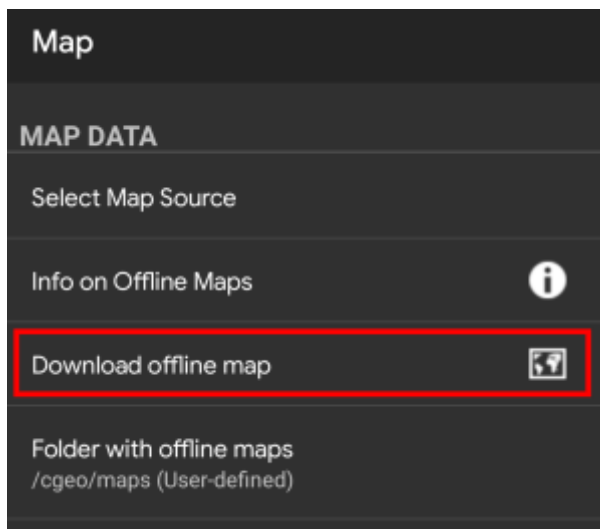 Map
MAP DATA
Select Map Source
Info on Offline Maps
Download offline map
Folder with offline maps
/cgeo/maps (User-defined)